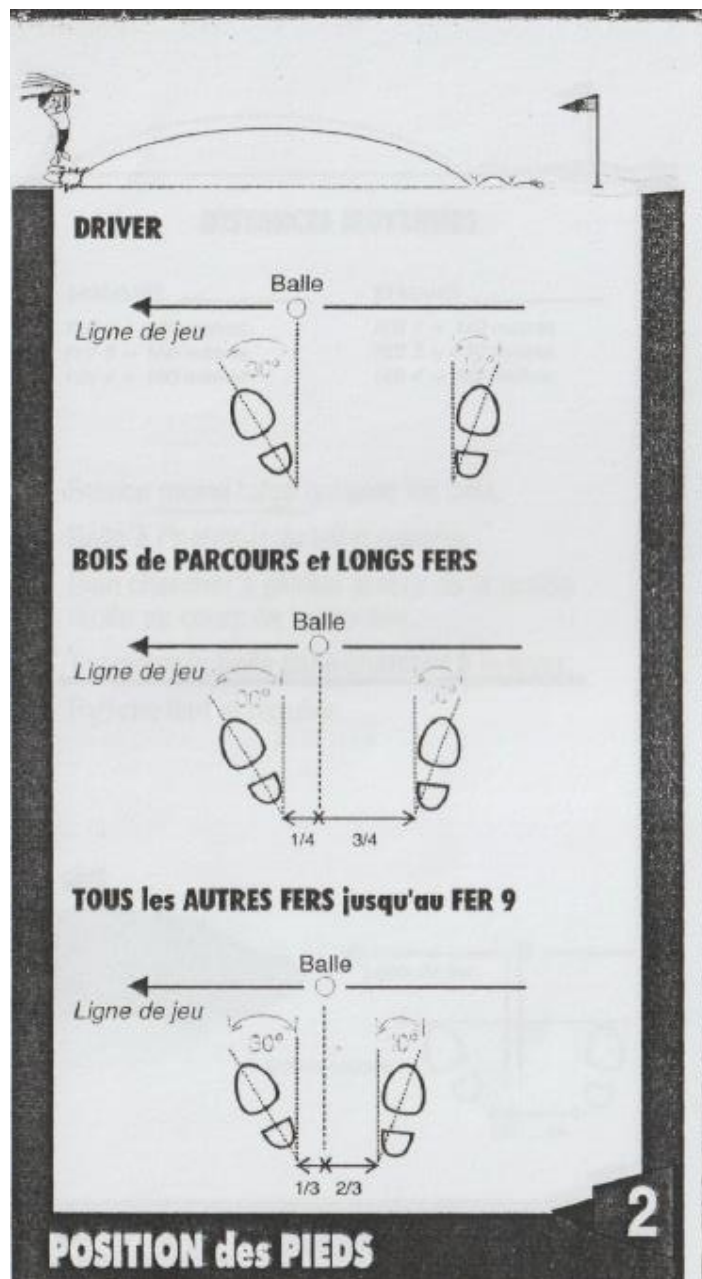 DRIVER
Balle
Ligne de jeu
30°
BOIS de PARCOURS et LONGS FERS
Balle
Ligne de jeu
30°
1/4 3/4
TOUS les AUTRES FERS jusqu'au FER 9
Balle
Ligne de jeu
30°
1/3 2/3
2
POSITION des PIEDS